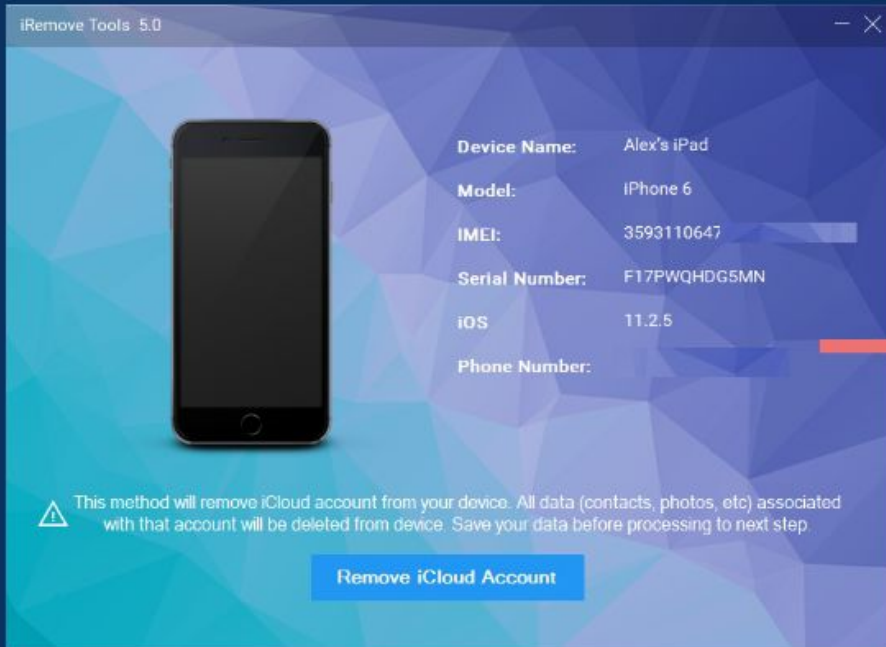 iRemove Tools 5.0
Device Name: Alex's iPad
Model: iPhone 6
IMEI: 3593110647
Serial Number: F17PWQHDG5MN
iOS 11.2.5
Phone Number:
This method will remove iCloud account from your device. All data (contacts, photos, etc) associated
with that account will be deleted from device. Save your data before processing to next step.
Remove iCloud Account